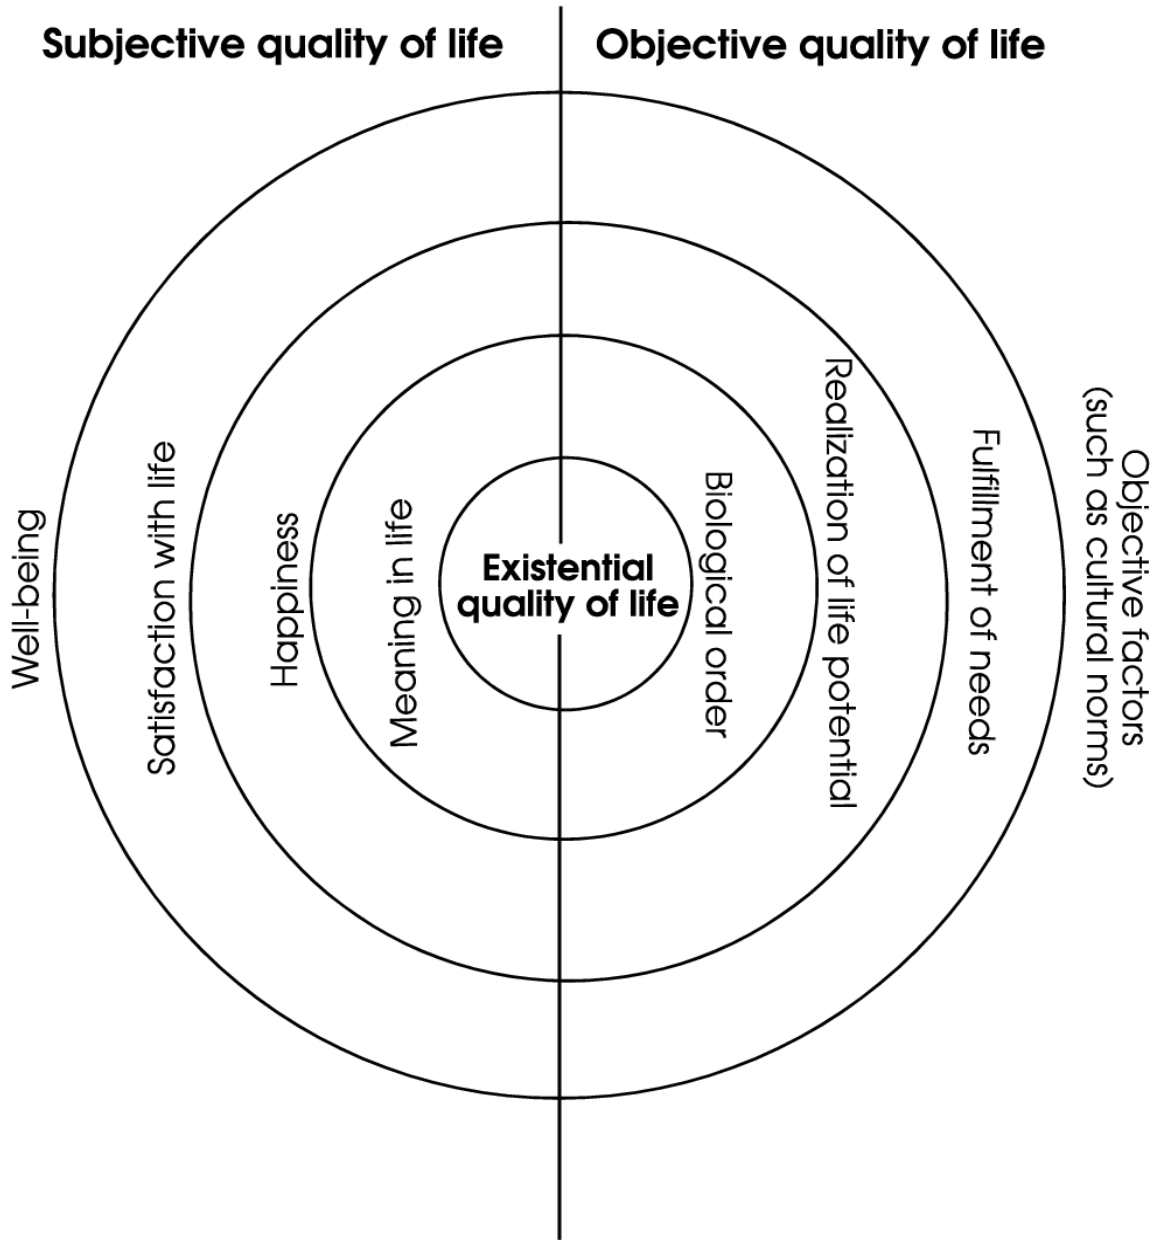 Subjective quality of life
Objective quality of life
Well-being
Satisfaction with life
Happiness
Meaning in life
Existential
quality of life
Biological order
Realization of life potential
Fulfillment of needs
Objective factors
(such as cultural norms)